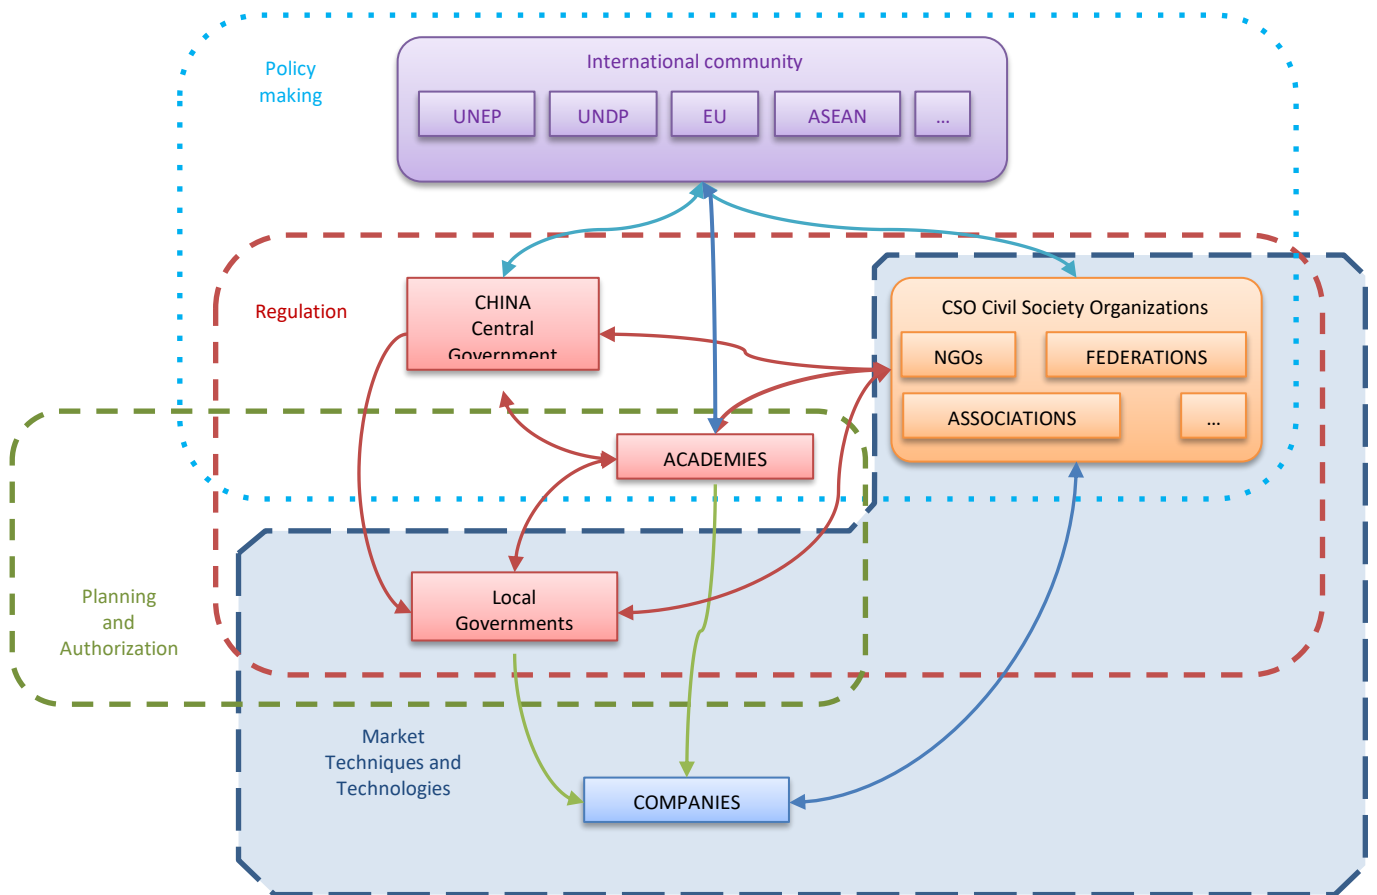 Policy
making
International community
UNEP
UNDP
EU
ASEAN
...
Regulation
CHINA
Central
Government
CSO Civil Society Organizations
NGOs
FEDERATIONS
ASSOCIATIONS
...
ACADEMIES
Planning
and
Authorization
Local
Governments
Market
Techniques and
Technologies
COMPANIES